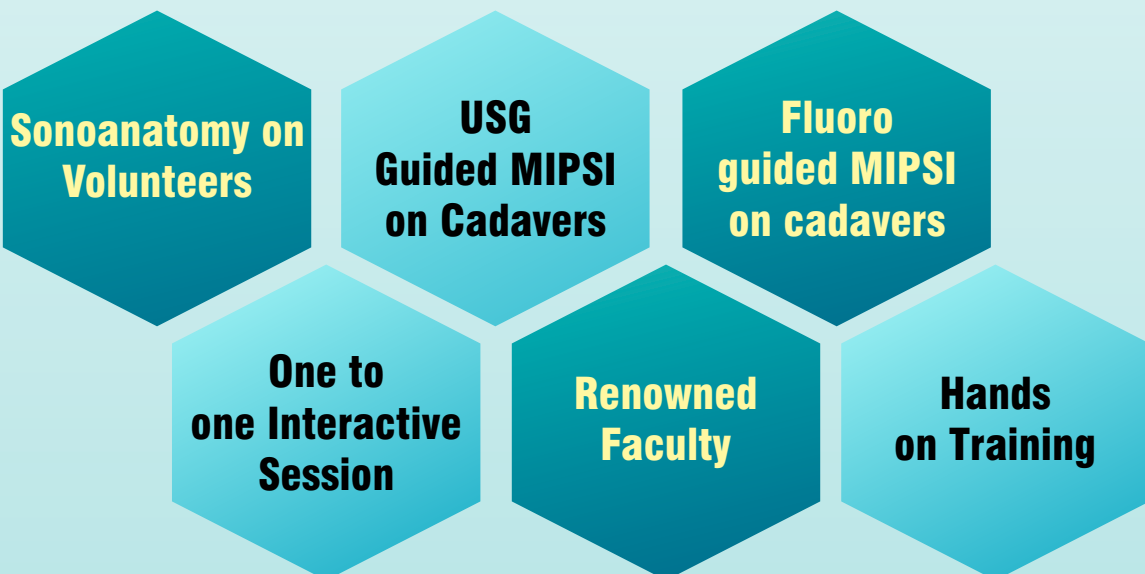 Sonoanatomy on
Volunteers
USG
Guided MIPSI
on Cadavers
Fluoro
guided MIPSI
on cadavers
One to
one Interactive
Session
Renowned
Faculty
Hands
on Training